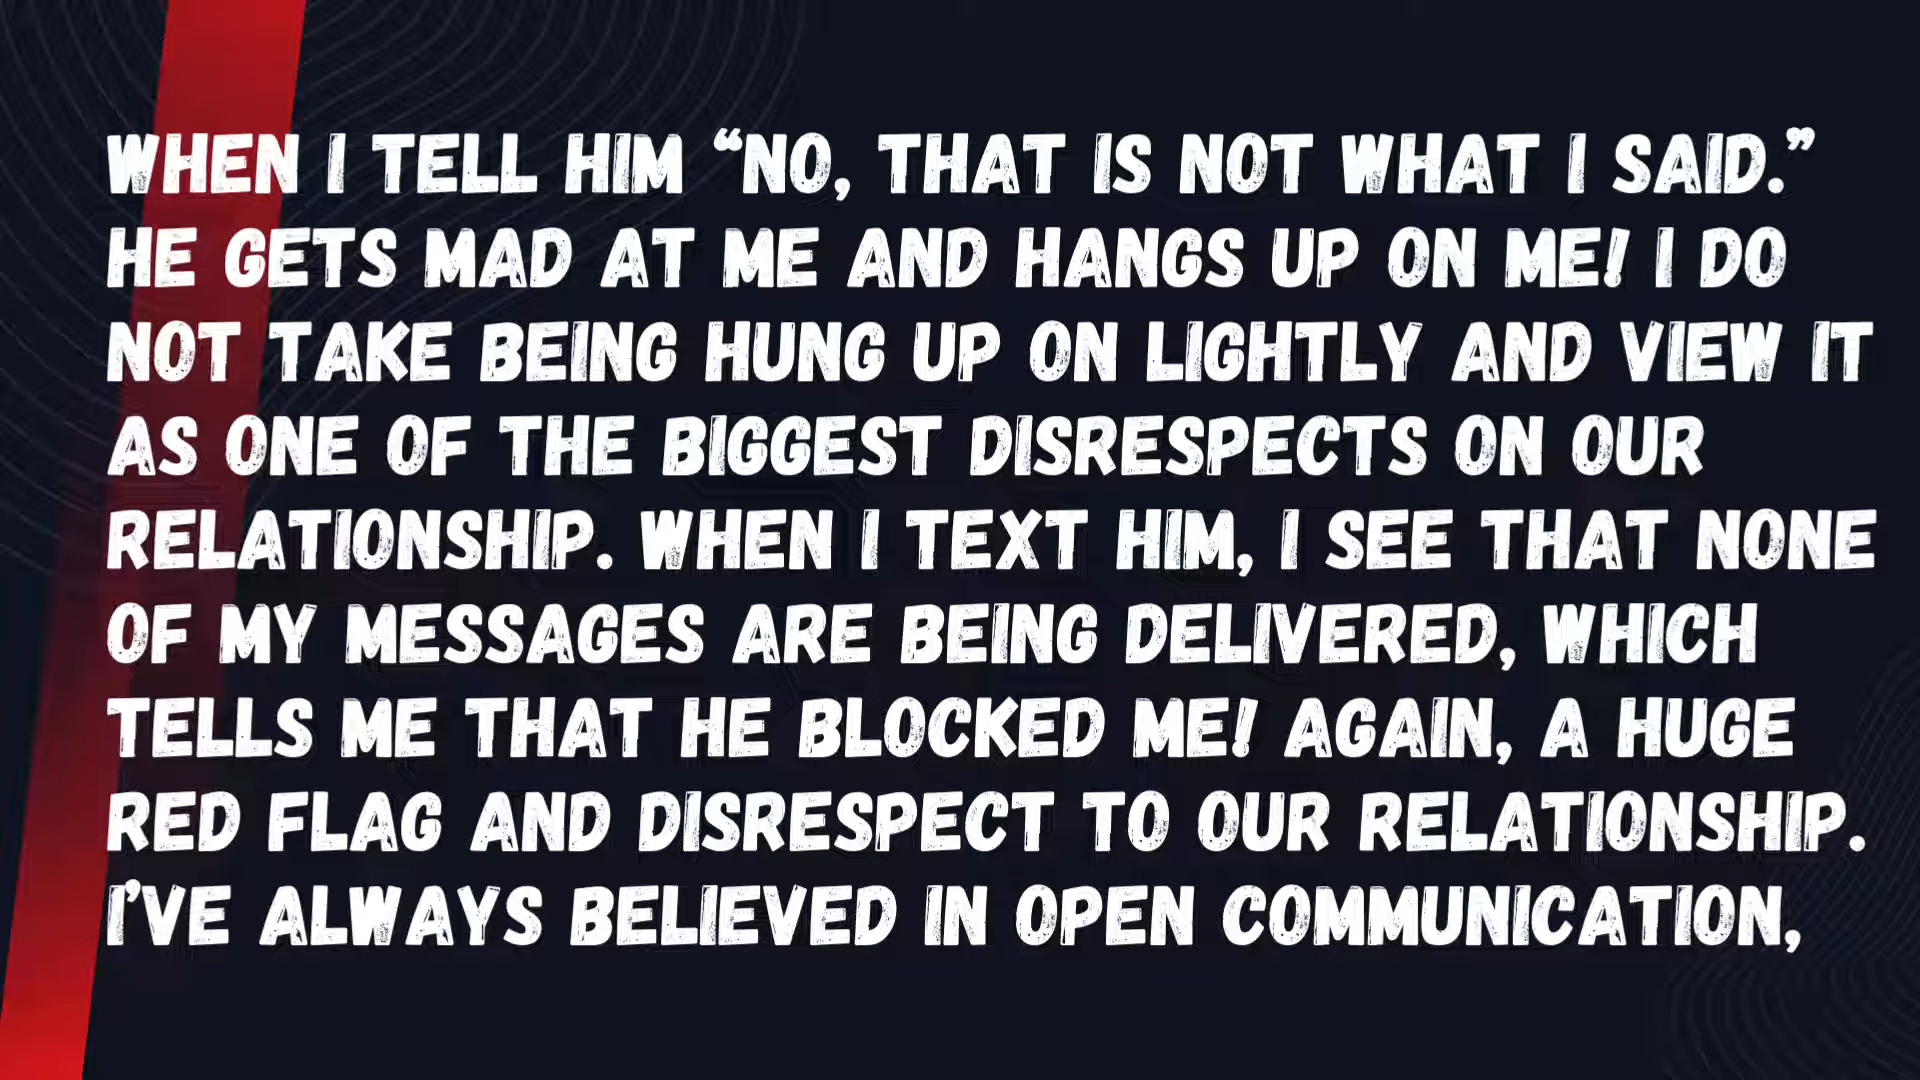 WHEN I TELL HIM “NO, THAT IS NOT WHAT I SAID.”
HE GETS MAD AT ME AND HANGS UP ON ME! I DO
NOT TAKE BEING HUNG UP ON LIGHTLY AND VIEW IT
AS ONE OF THE BIGGEST DISRESPECTS ON OUR
RELATIONSHIP. WHEN I TEXT HIM, I SEE THAT NONE
OF MY MESSAGES ARE BEING DELIVERED, WHICH
TELLS ME THAT HE BLOCKED ME! AGAIN, A HUGE
RED FLAG AND DISRESPECT TO OUR RELATIONSHIP.
I’VE ALWAYS BELIEVED IN OPEN COMMUNICATION,